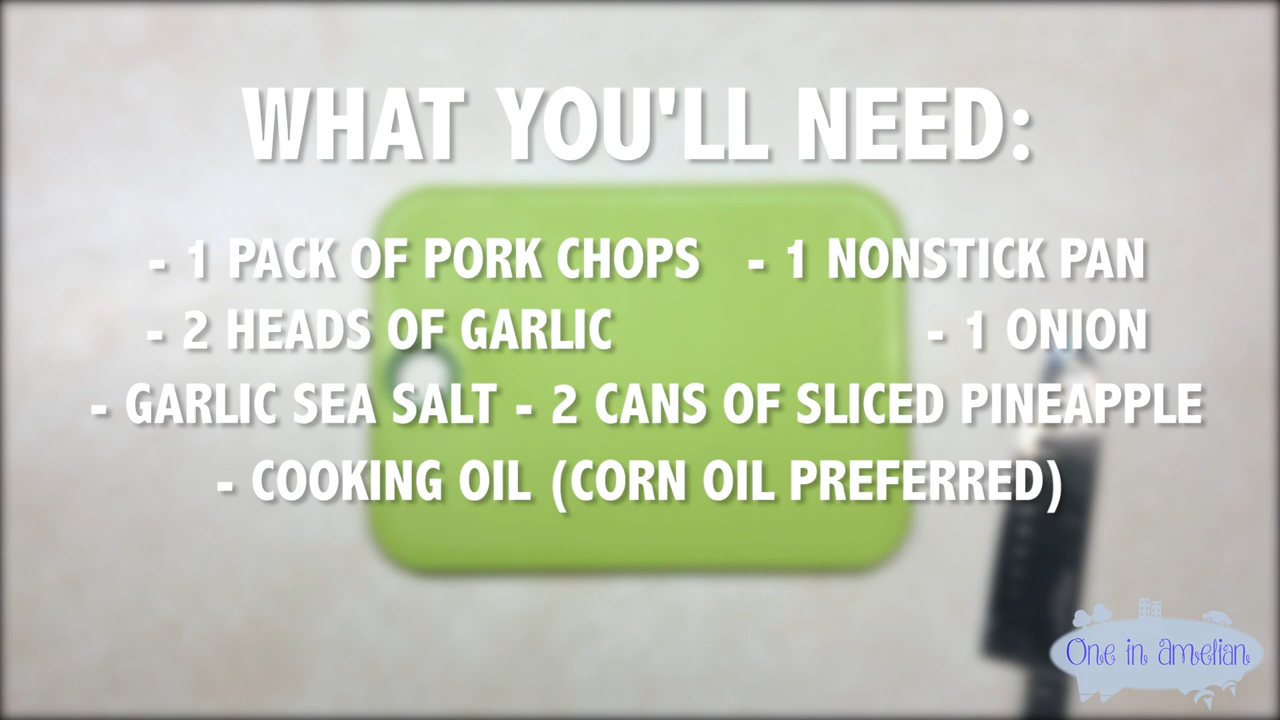 WHAT YOU'LL NEED:
- 1 PACK OF PORK CHOPS - 1 NONSTICK PAN
- 2 HEADS OF GARLIC - 1 ONION
- GARLIC SEA SALT - 2 CANS OF SLICED PINEAPPLE
- COOKING OIL (CORN OIL PREFERRED)
One in amelian